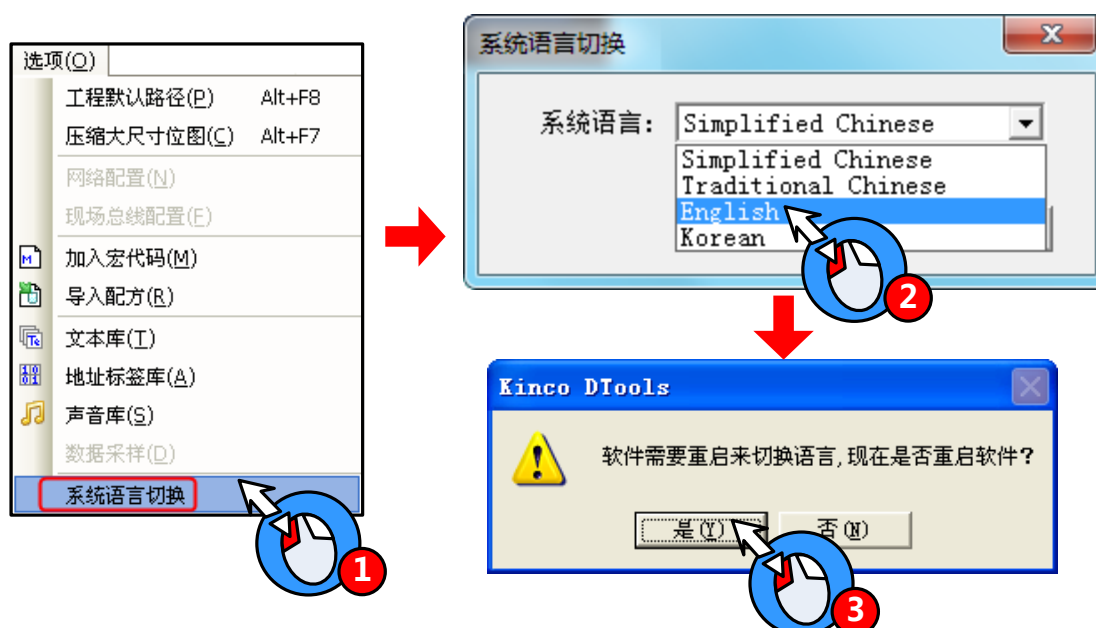 选项(O)
工程默认路径(P) Alt+F8
压缩大尺寸位图(C) Alt+F7
网络配置(N)
现场总线配置(F)
加入宏代码(M)
导入配方(R)
文本库(T)
地址标签库(A)
声音库(S)
数据采样(D)
系统语言切换
1
系统语言切换
系统语言: Simplified Chinese
Simplified Chinese
Traditional Chinese
English
Korean
2
Kinco DTools
软件需要重启来切换语言,现在是否重启软件?
是(Y) 否(N)
3